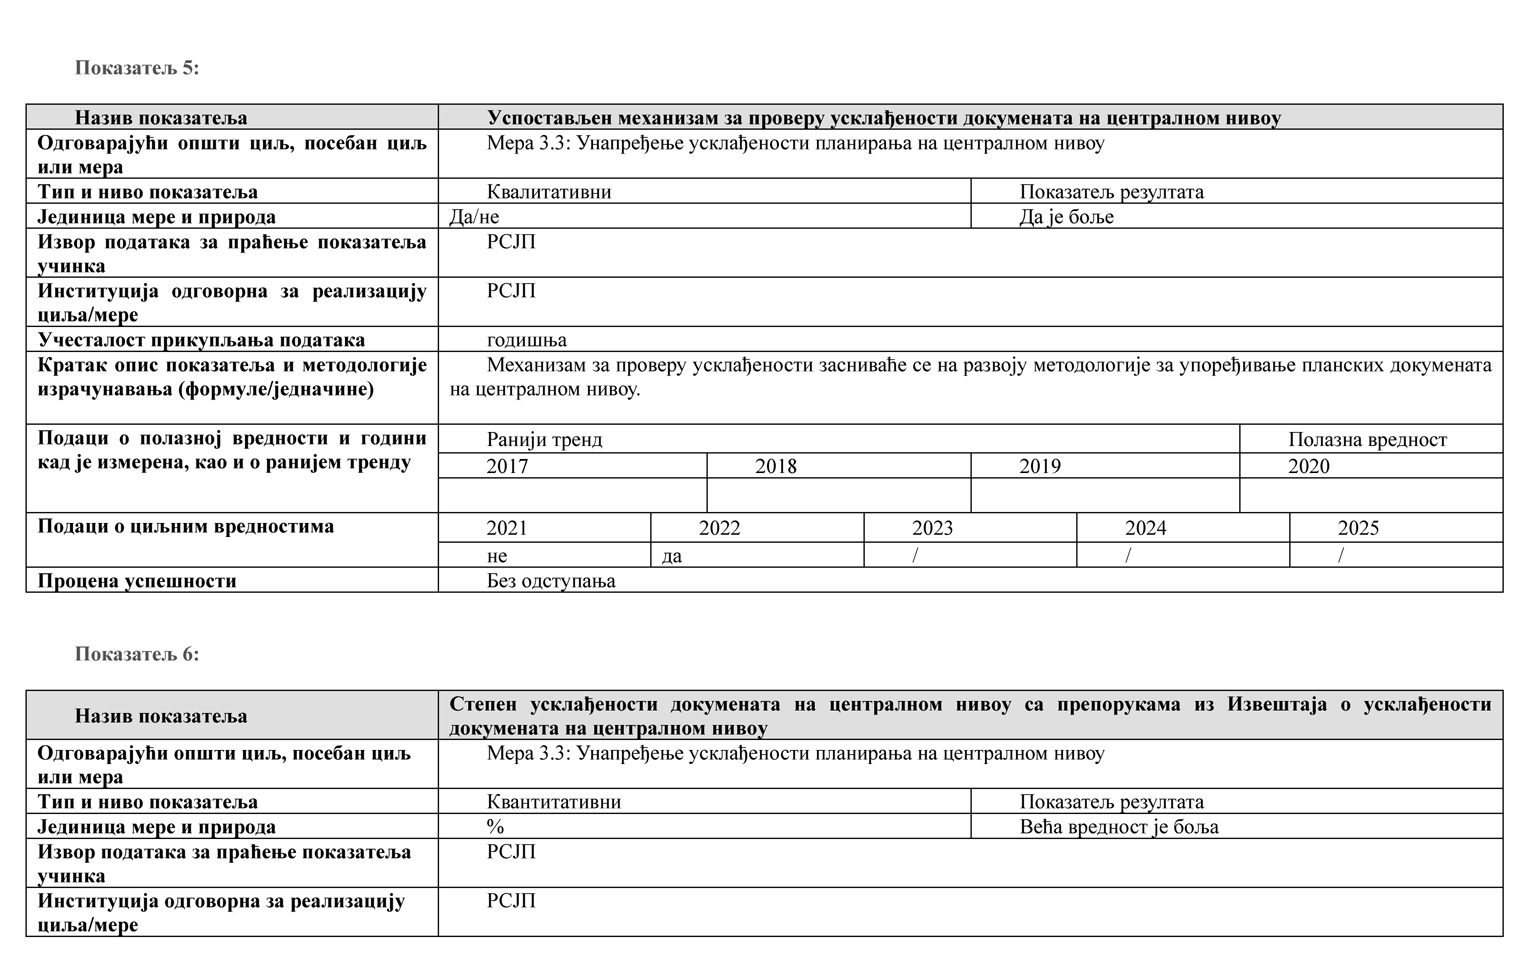 Показатељ 5:
Назив показатеља
Успостављен механизам за проверу усклађености докумената на централном нивоу
Одговарајући општи циљ, посебан циљ
или мера
Мера 3.3: Унапређење усклађености планирања на централном нивоу
Тип и ниво показатеља
Квалитативни
Показатељ резултата
Јединица мере и природа
Да/не
Да је боље
Извор података за праћење показатеља
учинка
РСЈП
Институција одговорна за реализацију
циља/мере
РСЈП
Учесталост прикупљања података
годишња
Кратак опис показатеља и методологије
израчунавања (формуле/једначине)
Механизам за проверу усклађености засниваће се на развоју методологије за упоређивање планских докумената
на централном нивоу.
Подаци о полазној вредности и години
кад је измерена, као и о ранијем тренду
Ранији тренд
Полазна вредност
2017
2018
2019
2020
Подаци о циљним вредностима
2021
2022
2023
2024
2025
не
да
/
/
/
Процена успешности
Без одступања
Показатељ 6:
Назив показатеља
Степен усклађености докумената на централном нивоу са препорукама из Извештаја о усклађености
докумената на централном нивоу
Одговарајући општи циљ, посебан циљ
или мера
Мера 3.3: Унапређење усклађености планирања на централном нивоу
Тип и ниво показатеља
Квантитативни
Показатељ резултата
Јединица мере и природа
%
Већа вредност је боља
Извор података за праћење показатеља
учинка
РСЈП
Институција одговорна за реализацију
циља/мере
РСЈП